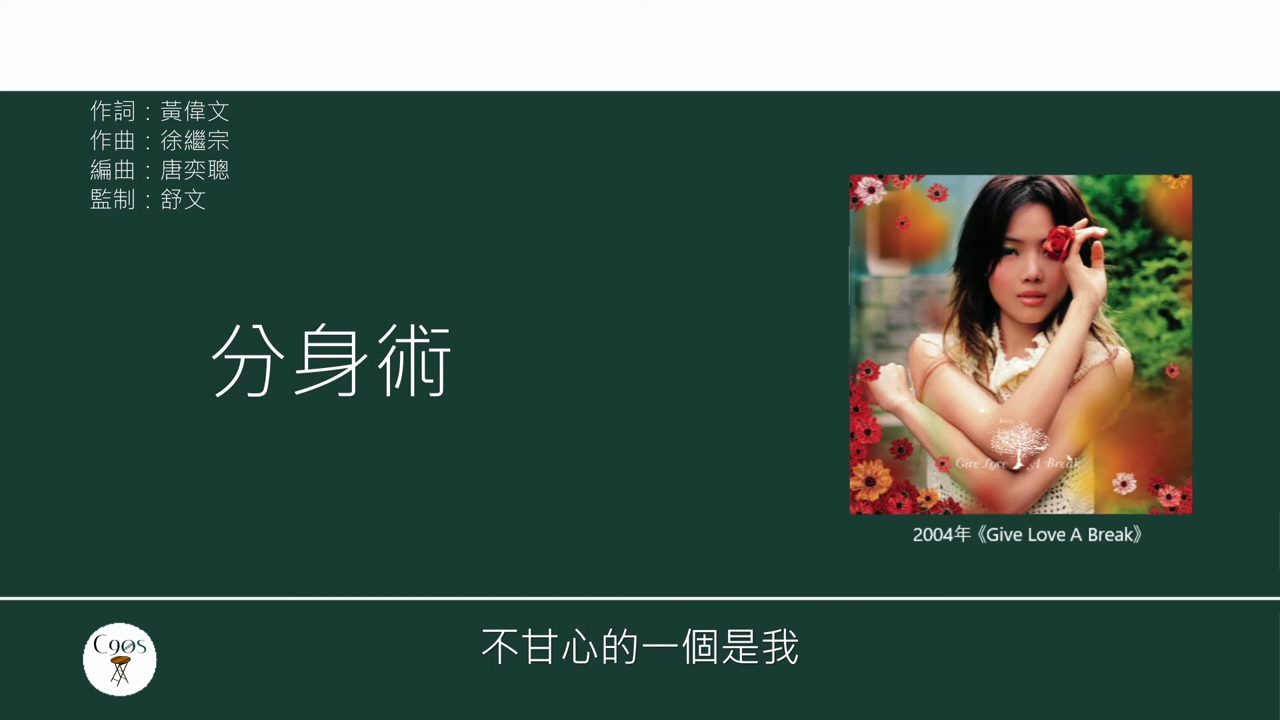 作詞：黃偉文
作曲：徐繼宗
編曲：唐奕聰
監制：舒文
分身術
Give Love A Break
2004年《Give Love A Break》
C90s
不甘心的一個是我